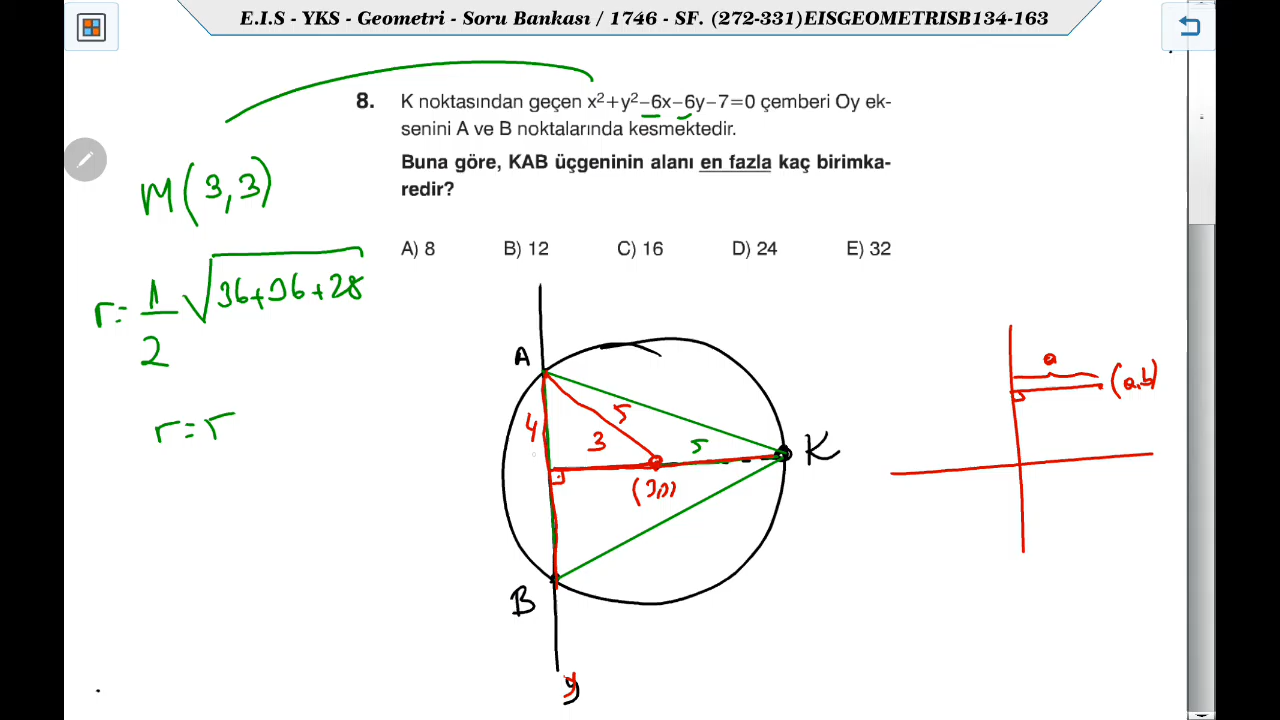 E.I.S - YKS - Geometri - Soru Bankası / 1746 - SF. (272-331)EISGEOMETRISB134-163
8. K noktasından geçen x²+y²−6x−6y−7=0 çemberi Oy ek-
senini A ve B noktalarında kesmektedir.
Buna göre, KAB üçgeninin alanı en fazla kaç birimka-
redir?
A) 8 B) 12 C) 16 D) 24 E) 32
M(3,3)
r=1/2√36+36+28
r=5
A
4
5
3
5
K
(3,3)
B
y
a
(a,b)